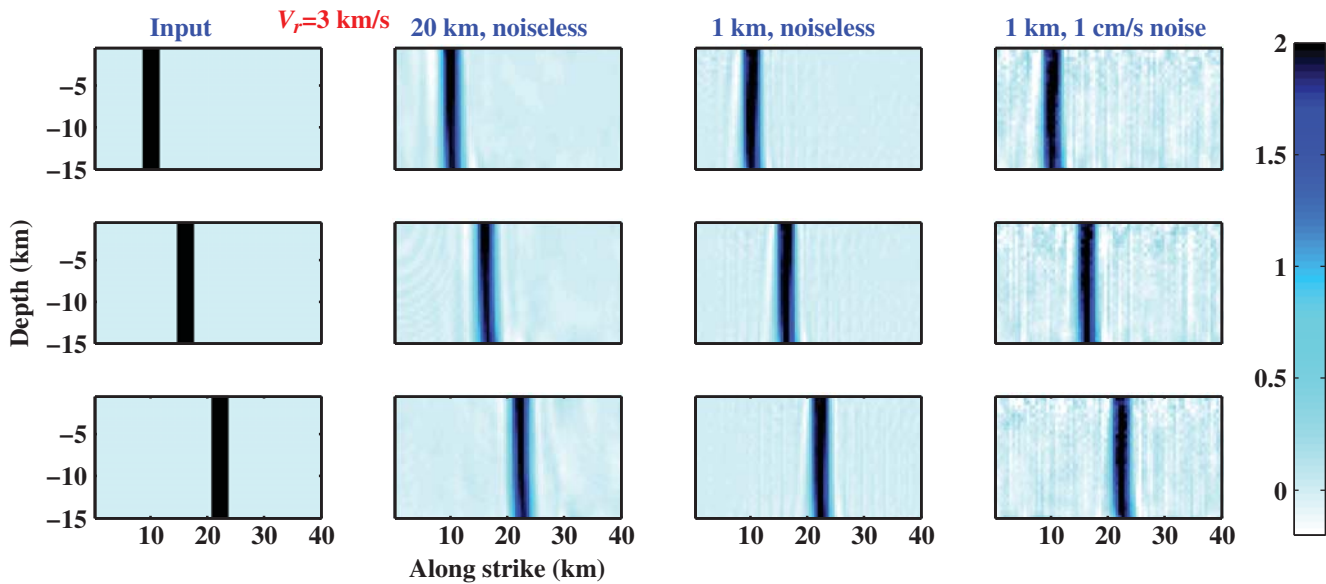 Input
V_r=3 km/s
20 km, noiseless
1 km, noiseless
1 km, 1 cm/s noise
−5
−10
−15
−5
−10
−15
−5
−10
−15
Depth (km)
10 20 30 40
10 20 30 40
10 20 30 40
10 20 30 40
Along strike (km)
2
1.5
1
0.5
0